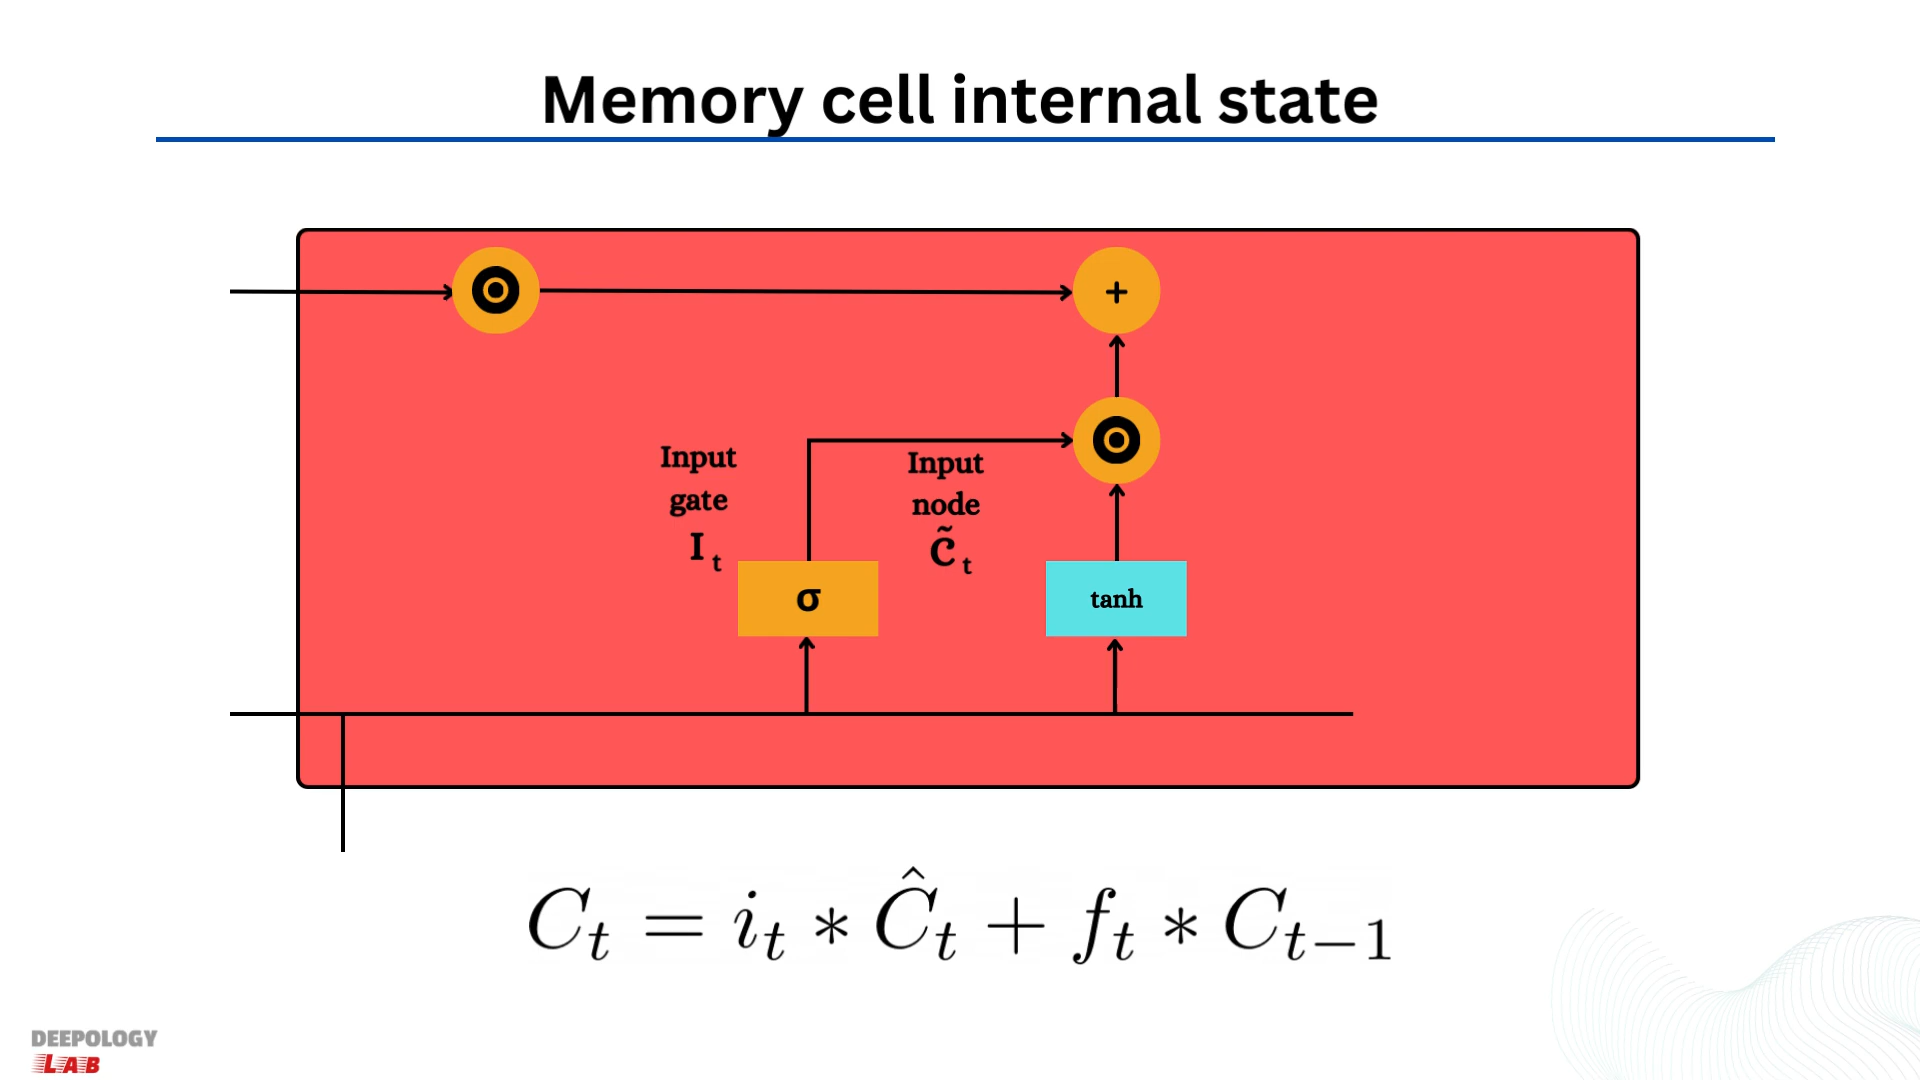 Memory cell internal state
+
Input
gate
I t
Input
node
C̃ t
σ
tanh
C_t = i_t * Ĉ_t + f_t * C_{t-1}
DEEPOLOGY
LAB